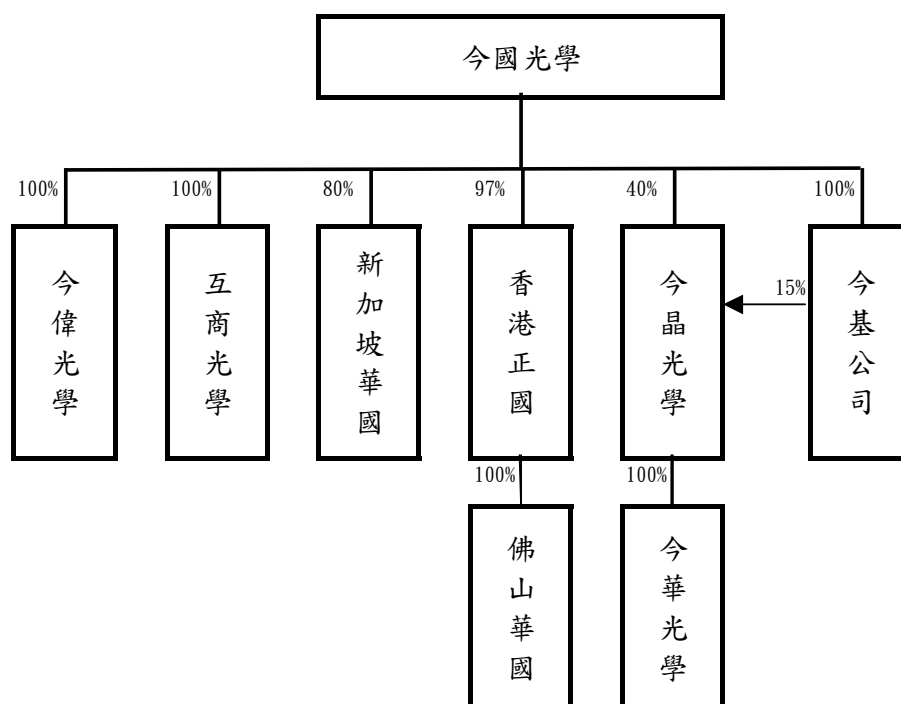 今國光學
100%
100%
80%
97%
40%
100%
今偉光學
互商光學
新加坡華國
香港正國
今晶光學
15%
今基公司
100%
100%
佛山華國
今華光學